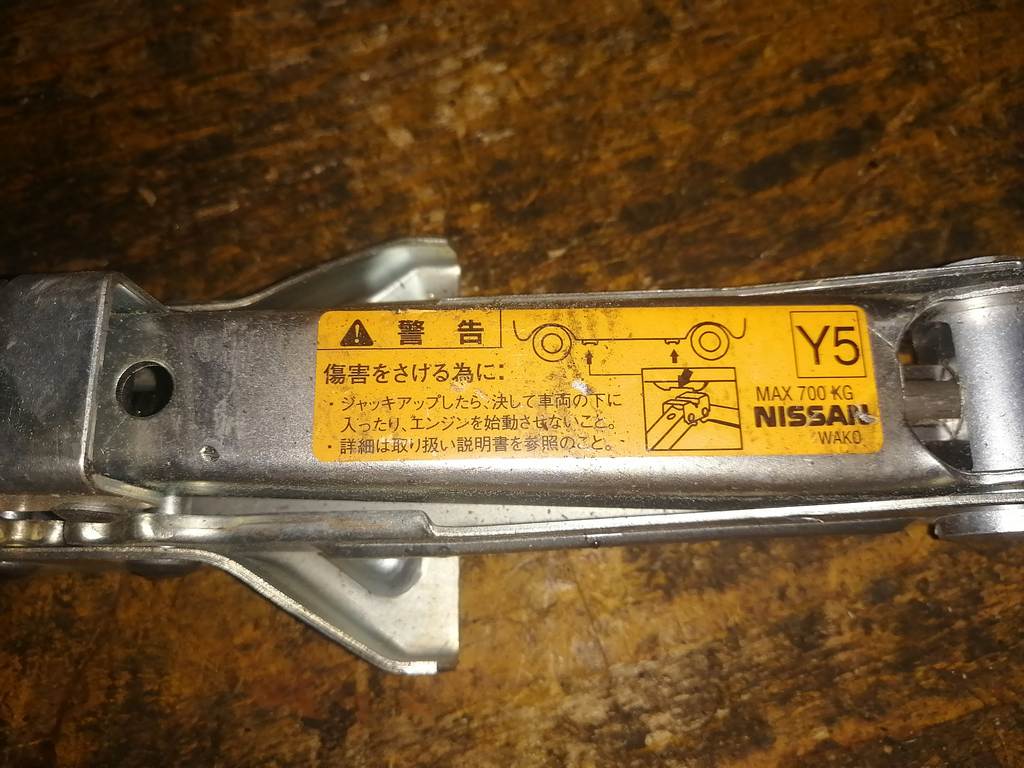 警告
傷害をさける為に:
・ジャッキアップしたら、決して車両の下に
入ったり、エンジンを始動させないこと。
・詳細は取り扱い説明書を参照のこと。
Y5
MAX 700 KG
NISSAN
WAKO